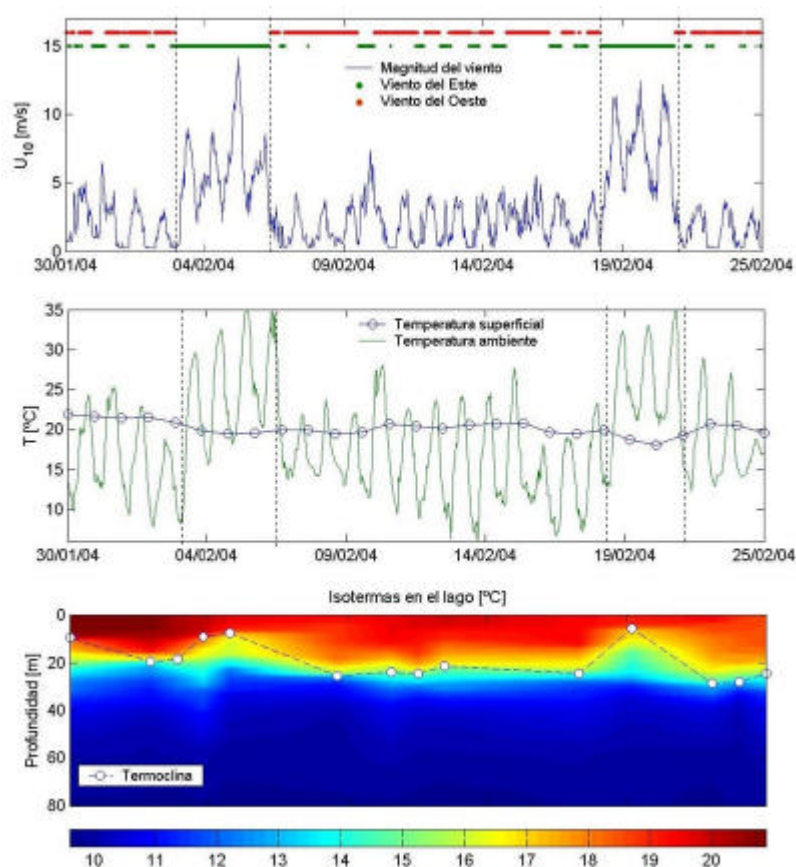 15
10
5
0
U10 [m/s]
Magnitud del viento
Viento del Este
Viento del Oeste
30/01/04 04/02/04 09/02/04 14/02/04 19/02/04 25/02/04
35
30
25
20
15
10
T [ºC]
Temperatura superficial
Temperatura ambiente
30/01/04 04/02/04 09/02/04 14/02/04 19/02/04 25/02/04
Isotermas en el lago [ºC]
0
20
40
60
80
Profundidad [m]
Termoclina
10 11 12 13 14 15 16 17 18 19 20